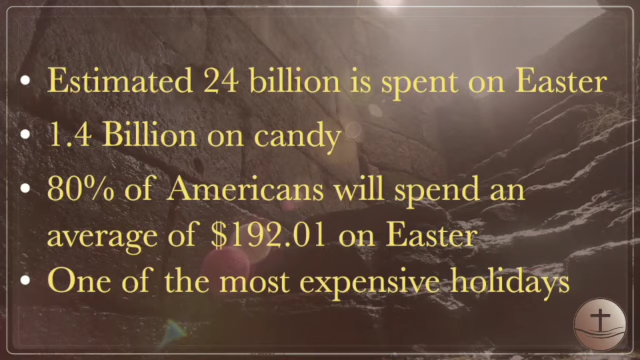 • Estimated 24 billion is spent on Easter
• 1.4 Billion on candy
• 80% of Americans will spend an
average of $192.01 on Easter
• One of the most expensive holidays